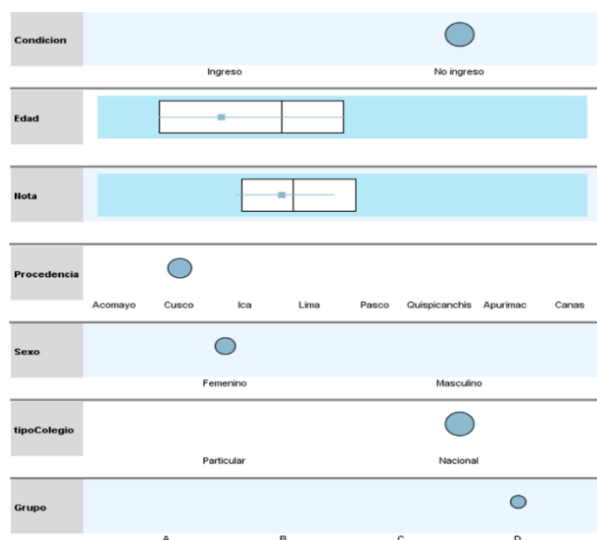 Condicion
Ingreso No ingreso
Edad
Nota
Procedencia
Acomayo Cusco Ica Lima Pasco Quispicanchis Apurimac Canas
Sexo
Femenino Masculino
tipoColegio
Particular Nacional
Grupo
A B C D